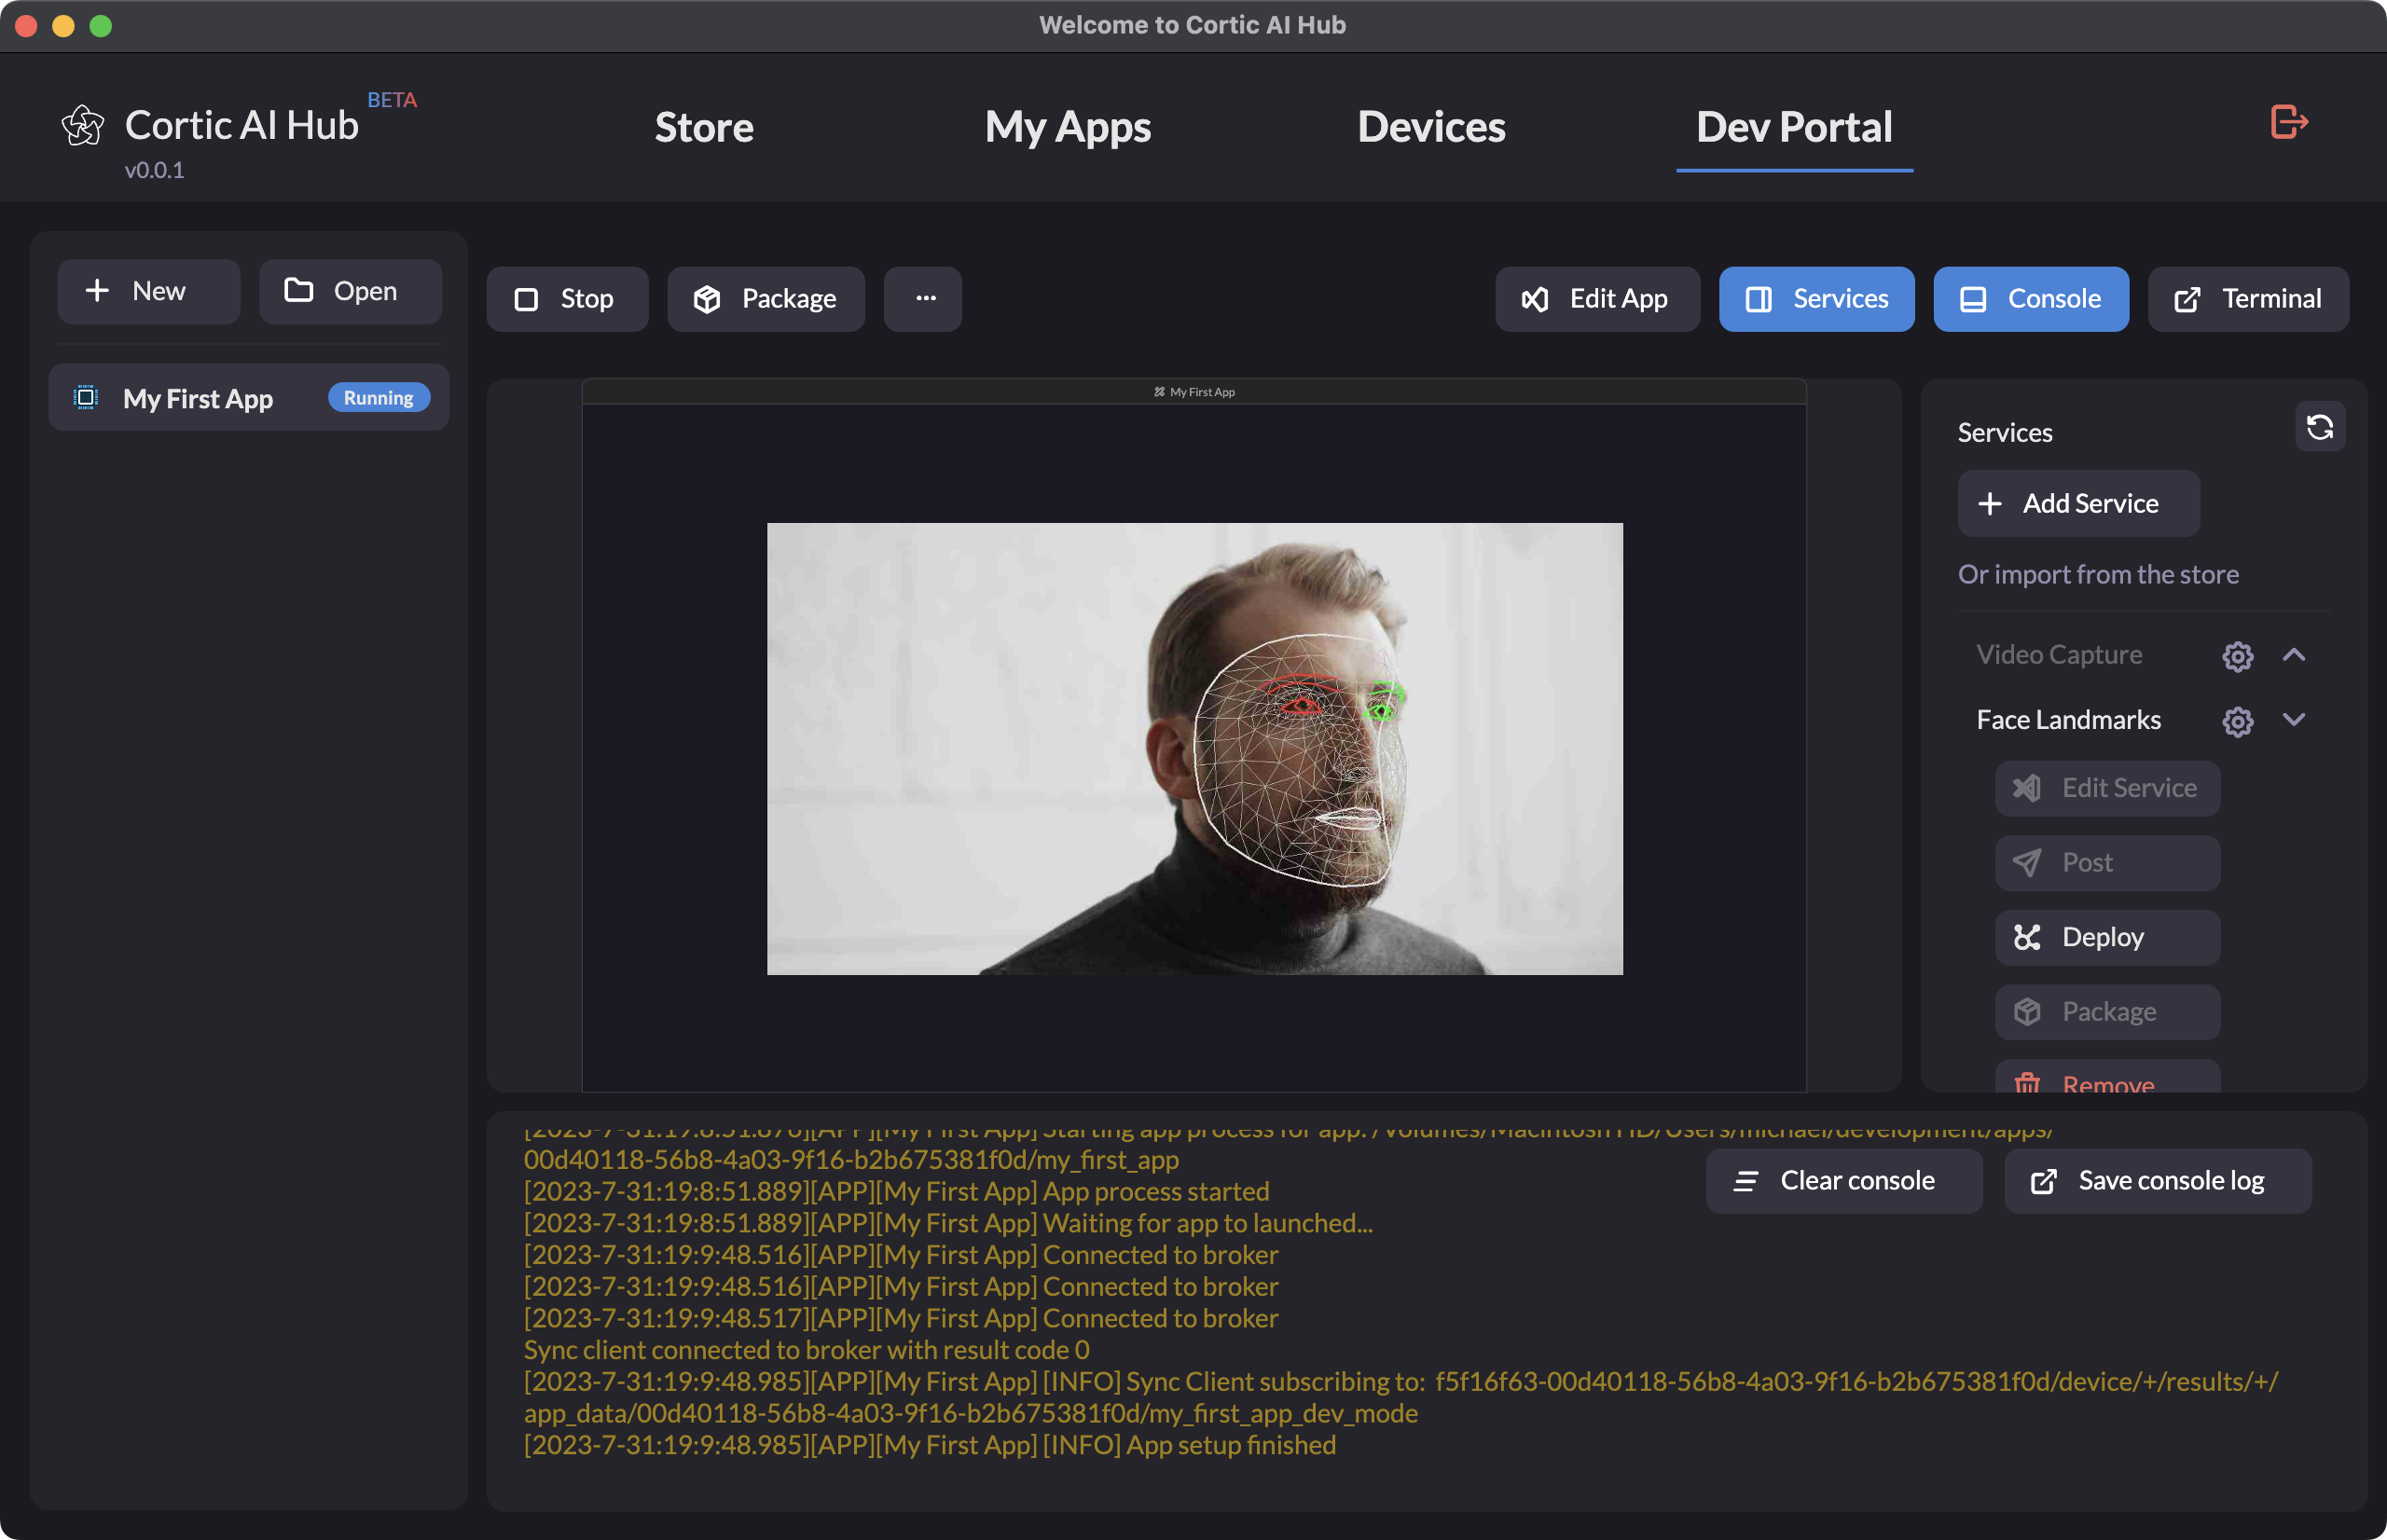 Welcome to Cortic AI Hub
Cortic AI Hub BETA
v0.0.1
Store
My Apps
Devices
Dev Portal
New
Open
My First App Running
Stop
Package
...
Edit App
Services
Console
Terminal
My First App
Services
Add Service
Or import from the store
Video Capture
Face Landmarks
Edit Service
Post
Deploy
Package
Remove
[2023-7-31:19:8:51.876][APP][My First App] Starting app process for app: /Volumes/Macintosh HD/Users/michael/development/apps/
00d40118-56b8-4a03-9f16-b2b675381f0d/my_first_app
[2023-7-31:19:8:51.889][APP][My First App] App process started
[2023-7-31:19:8:51.889][APP][My First App] Waiting for app to launched...
[2023-7-31:19:9:48.516][APP][My First App] Connected to broker
[2023-7-31:19:9:48.516][APP][My First App] Connected to broker
[2023-7-31:19:9:48.517][APP][My First App] Connected to broker
Sync client connected to broker with result code 0
[2023-7-31:19:9:48.985][APP][My First App] [INFO] Sync Client subscribing to: f5f16f63-00d40118-56b8-4a03-9f16-b2b675381f0d/device/+/results/+/
app_data/00d40118-56b8-4a03-9f16-b2b675381f0d/my_first_app_dev_mode
[2023-7-31:19:9:48.985][APP][My First App] [INFO] App setup finished
Clear console
Save console log